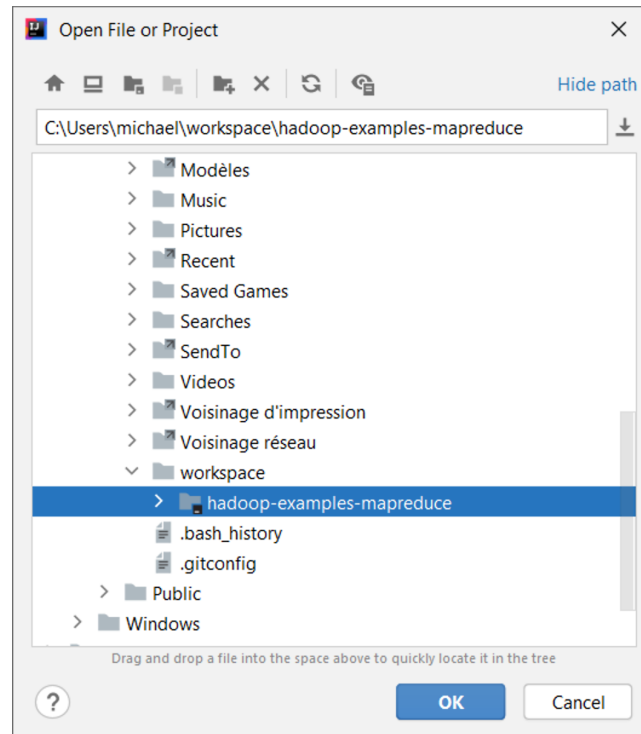 Open File or Project
Hide path
C:\Users\michael\workspace\hadoop-examples-mapreduce
Modèles
Music
Pictures
Recent
Saved Games
Searches
SendTo
Videos
Voisinage d'impression
Voisinage réseau
workspace
hadoop-examples-mapreduce
.bash_history
.gitconfig
Public
Windows
Drag and drop a file into the space above to quickly locate it in the tree
?
OK
Cancel